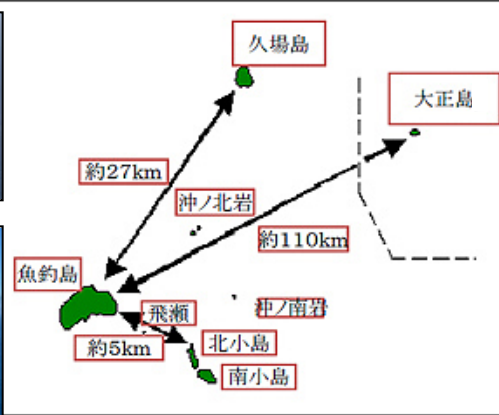 久場島
大正島
約27km
沖ノ北岩
約110km
魚釣島
沖ノ南岩
飛瀬
約5km
北小島
南小島